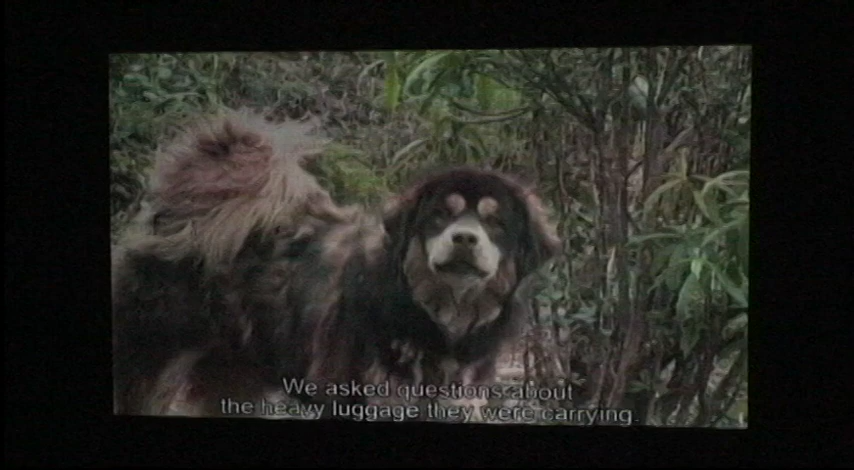 We asked questions about
the heavy luggage they were carrying.